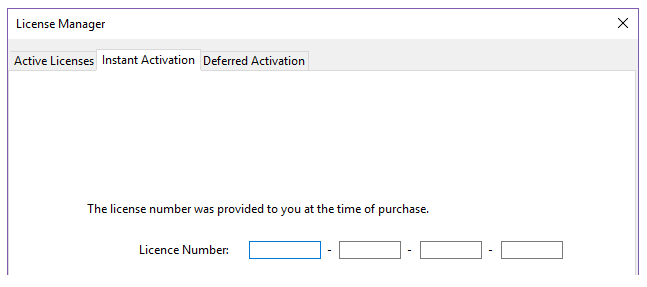 License Manager
Active Licenses Instant Activation Deferred Activation
The license number was provided to you at the time of purchase.
Licence Number: - - -